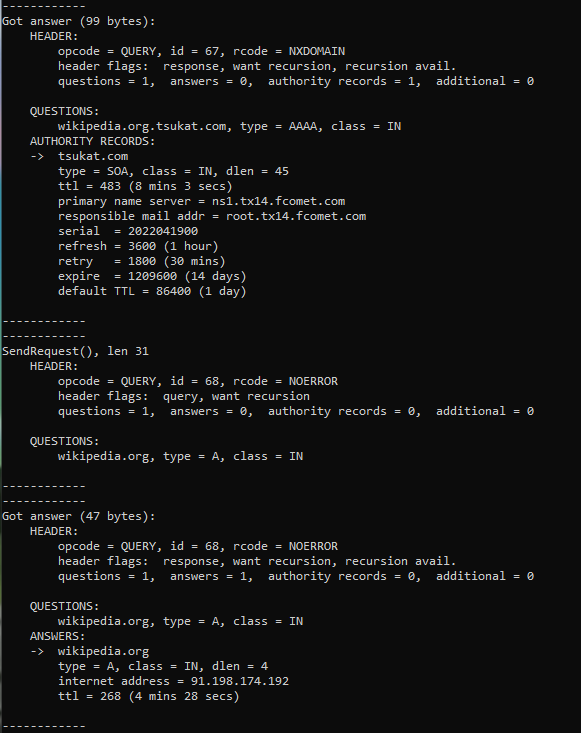 ------------
Got answer (99 bytes):
    HEADER:
        opcode = QUERY, id = 67, rcode = NXDOMAIN
        header flags:  response, want recursion, recursion avail.
        questions = 1,  answers = 0,  authority records = 1,  additional = 0

    QUESTIONS:
        wikipedia.org.tsukat.com, type = AAAA, class = IN
    AUTHORITY RECORDS:
    ->  tsukat.com
        type = SOA, class = IN, dlen = 45
        ttl = 483 (8 mins 3 secs)
        primary name server = ns1.tx14.fcomet.com
        responsible mail addr = root.tx14.fcomet.com
        serial  = 2022041900
        refresh = 3600 (1 hour)
        retry   = 1800 (30 mins)
        expire  = 1209600 (14 days)
        default TTL = 86400 (1 day)

------------
------------
SendRequest(), len 31
    HEADER:
        opcode = QUERY, id = 68, rcode = NOERROR
        header flags:  query, want recursion
        questions = 1,  answers = 0,  authority records = 0,  additional = 0

    QUESTIONS:
        wikipedia.org, type = A, class = IN

------------
------------
Got answer (47 bytes):
    HEADER:
        opcode = QUERY, id = 68, rcode = NOERROR
        header flags:  response, want recursion, recursion avail.
        questions = 1,  answers = 1,  authority records = 0,  additional = 0

    QUESTIONS:
        wikipedia.org, type = A, class = IN
    ANSWERS:
    ->  wikipedia.org
        type = A, class = IN, dlen = 4
        internet address = 91.198.174.192
        ttl = 268 (4 mins 28 secs)

------------